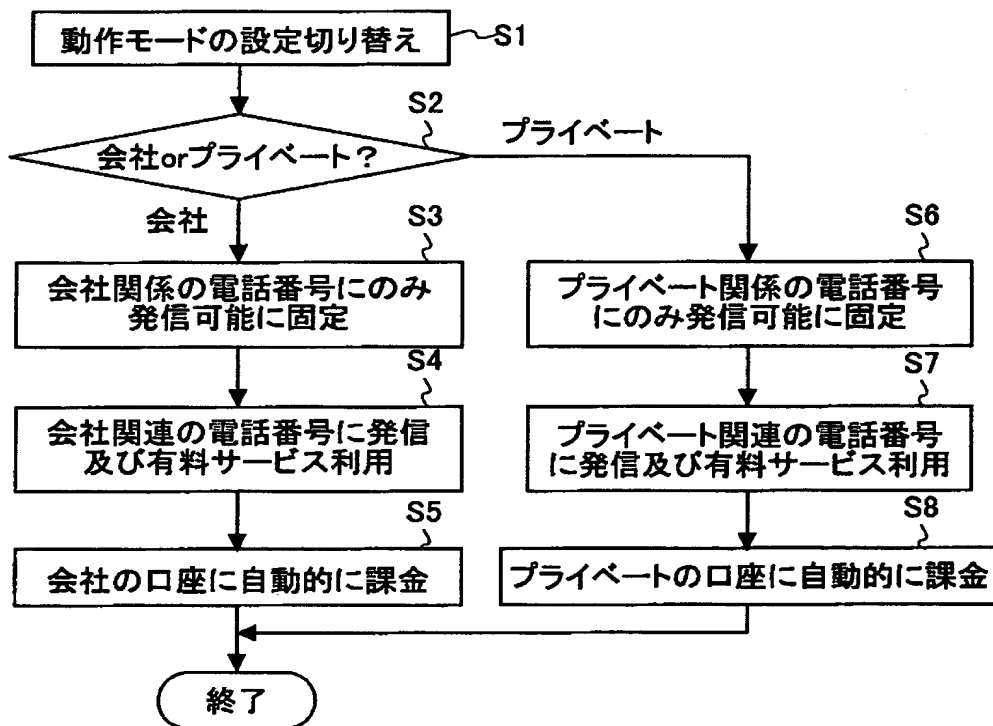 動作モードの設定切り替え
S1
S2
会社orプライベート？
プライベート
会社
S3
会社関係の電話番号にのみ
発信可能に固定
S4
会社関連の電話番号に発信
及び有料サービス利用
S5
会社の口座に自動的に課金
S6
プライベート関係の電話番号
にのみ発信可能に固定
S7
プライベート関連の電話番号
に発信及び有料サービス利用
S8
プライベートの口座に自動的に課金
終了